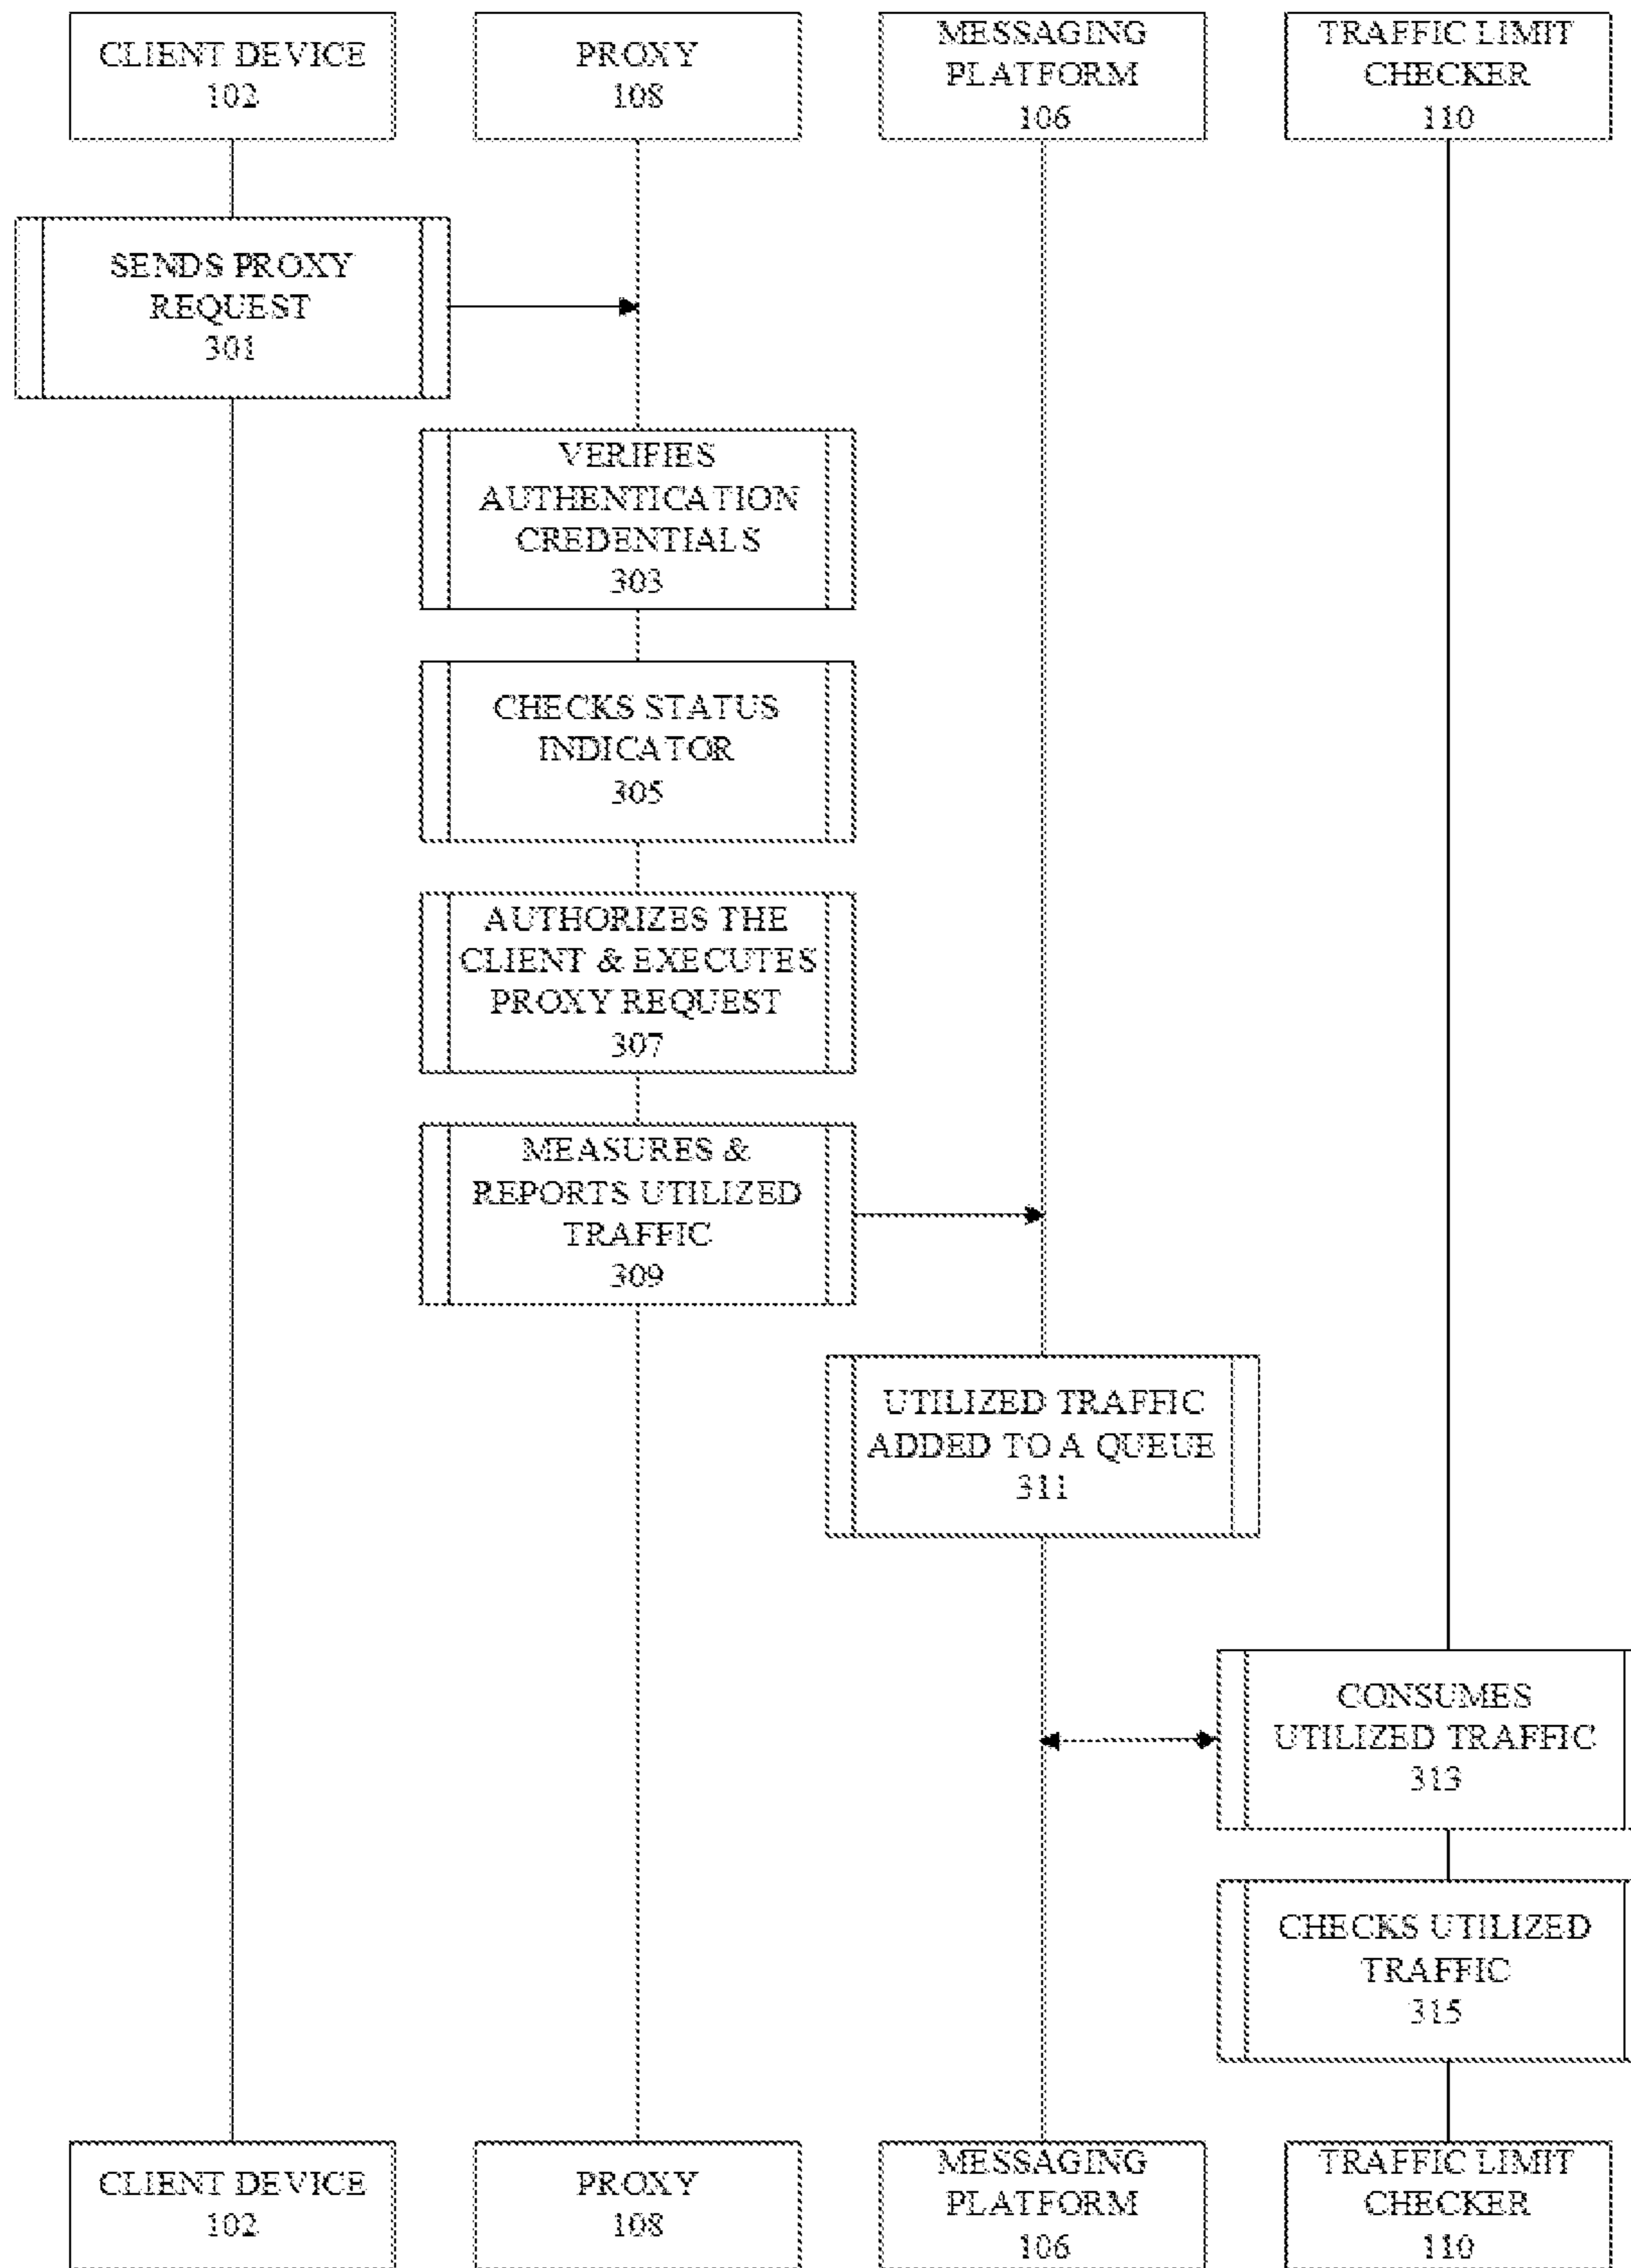 CLIENT DEVICE
102
PROXY
108
MESSAGING
PLATFORM
106
TRAFFIC LIMIT
CHECKER
110
SENDS PROXY
REQUEST
301
VERIFIES
AUTHENTICATION
CREDENTIALS
303
CHECKS STATUS
INDICATOR
305
AUTHORIZES THE
CLIENT & EXECUTES
PROXY REQUEST
307
MEASURES &
REPORTS UTILIZED
TRAFFIC
309
UTILIZED TRAFFIC
ADDED TO A QUEUE
311
CONSUMES
UTILIZED TRAFFIC
313
CHECKS UTILIZED
TRAFFIC
315
CLIENT DEVICE
102
PROXY
108
MESSAGING
PLATFORM
106
TRAFFIC LIMIT
CHECKER
110